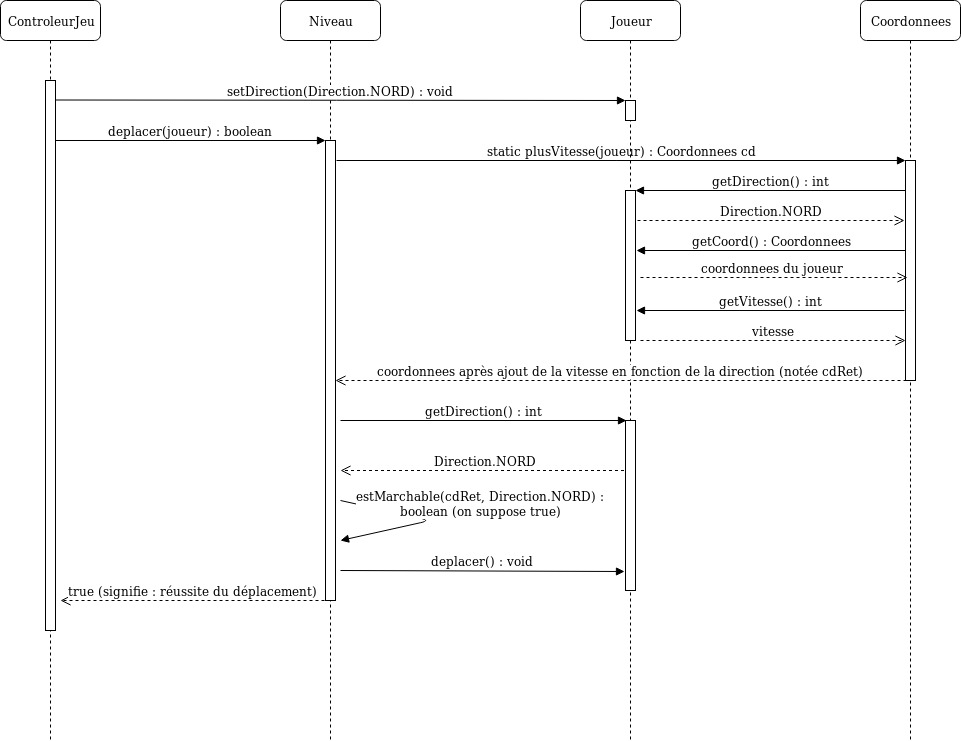 ControleurJeu
Niveau
Joueur
Coordonnees
setDirection(Direction.NORD) : void
deplacer(joueur) : boolean
static plusVitesse(joueur) : Coordonnees cd
getDirection() : int
Direction.NORD
getCoord() : Coordonnees
coordonnees du joueur
getVitesse() : int
vitesse
coordonnees après ajout de la vitesse en fonction de la direction (notée cdRet)
getDirection() : int
Direction.NORD
estMarchable(cdRet, Direction.NORD) :
boolean (on suppose true)
deplacer() : void
true (signifie : réussite du déplacement)